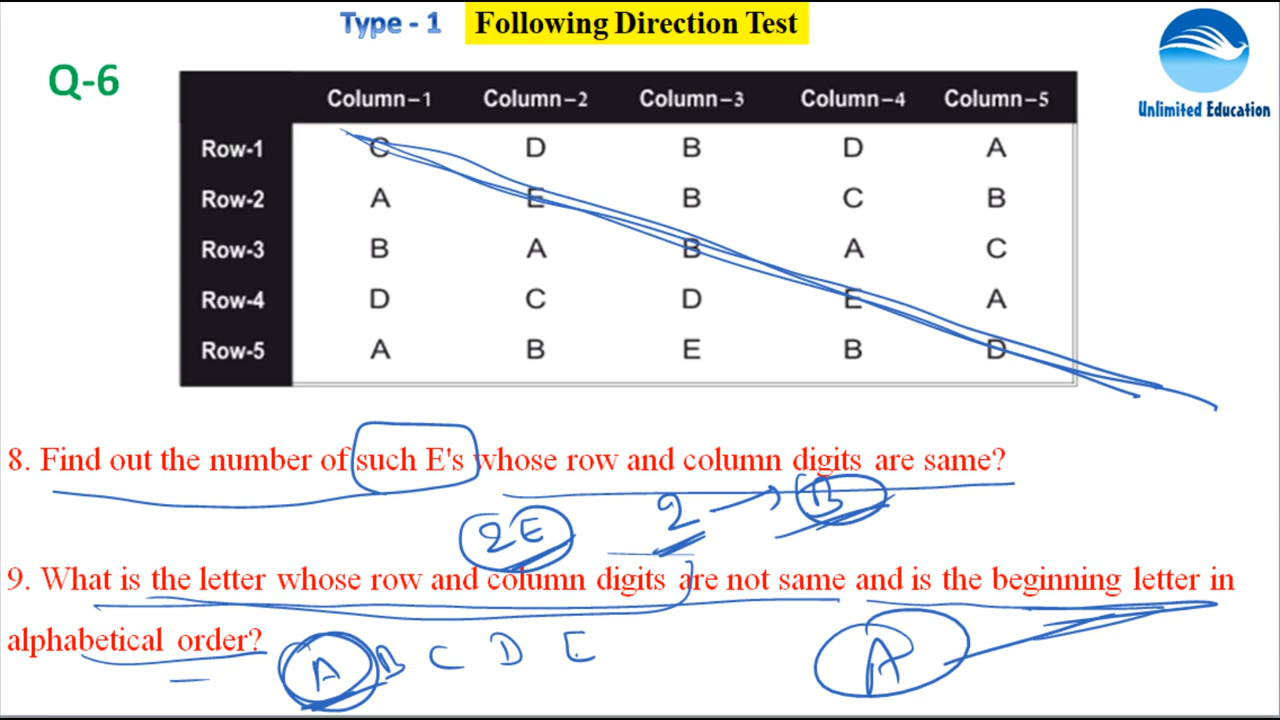 Type - 1 Following Direction Test
Q-6
Unlimited Education
Column-1 Column-2 Column-3 Column-4 Column-5
Row-1 C D B D A
Row-2 A E B C B
Row-3 B A B A C
Row-4 D C D E A
Row-5 A B E B D
8. Find out the number of such E's whose row and column digits are same?
2E 2 → B
9. What is the letter whose row and column digits are not same and is the beginning letter in
alphabetical order?
A B C D E A